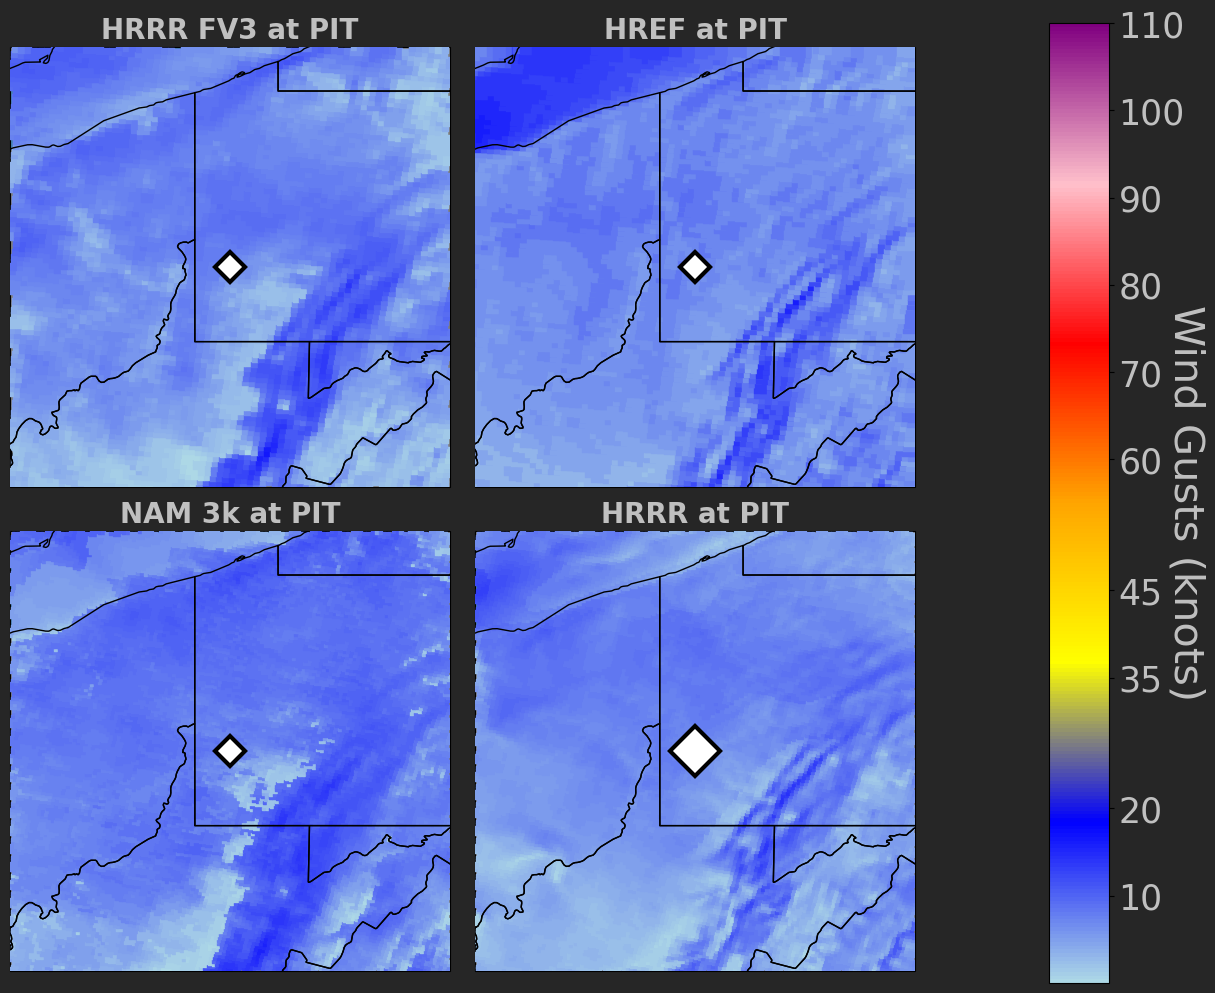 HRRR FV3 at PIT
HREF at PIT
NAM 3k at PIT
HRRR at PIT
110
100
90
80
70
60
45
35
20
10
Wind Gusts (knots)